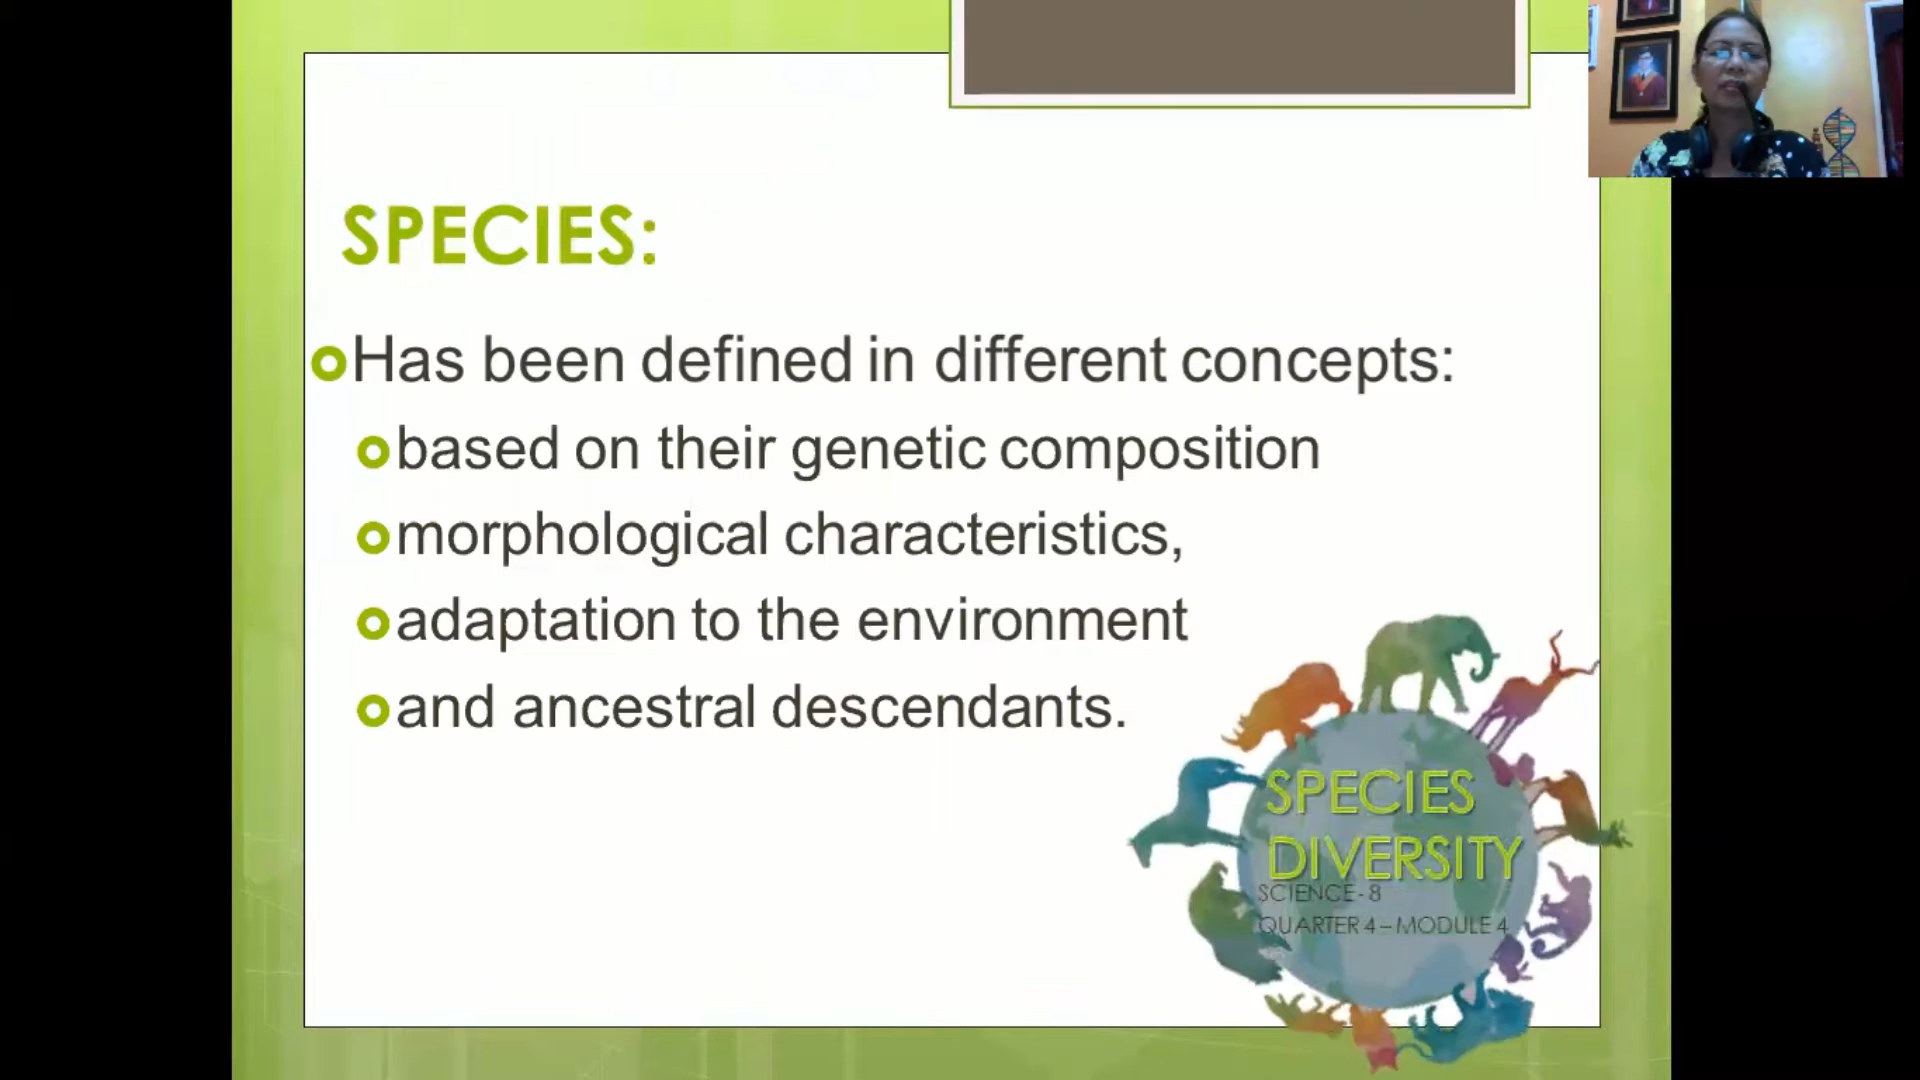 SPECIES:
Has been defined in different concepts:
based on their genetic composition
morphological characteristics,
adaptation to the environment
and ancestral descendants.
SPECIES
DIVERSITY
SCIENCE- 8
QUARTER 4 – MODULE 4